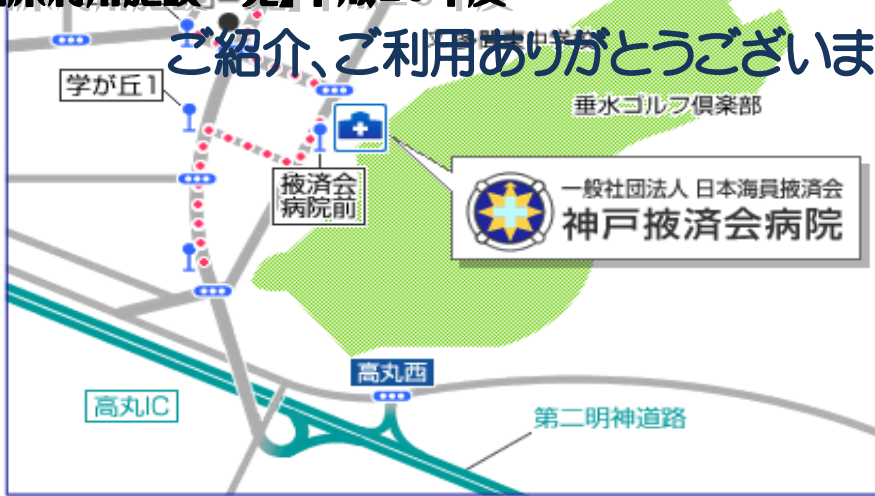 ご紹介、ご利用ありがとうございま
学が丘1
垂水ゴルフ倶楽部
掖済会
病院前
一般社団法人 日本海員掖済会
神戸掖済会病院
高丸西
高丸IC
第二明神道路